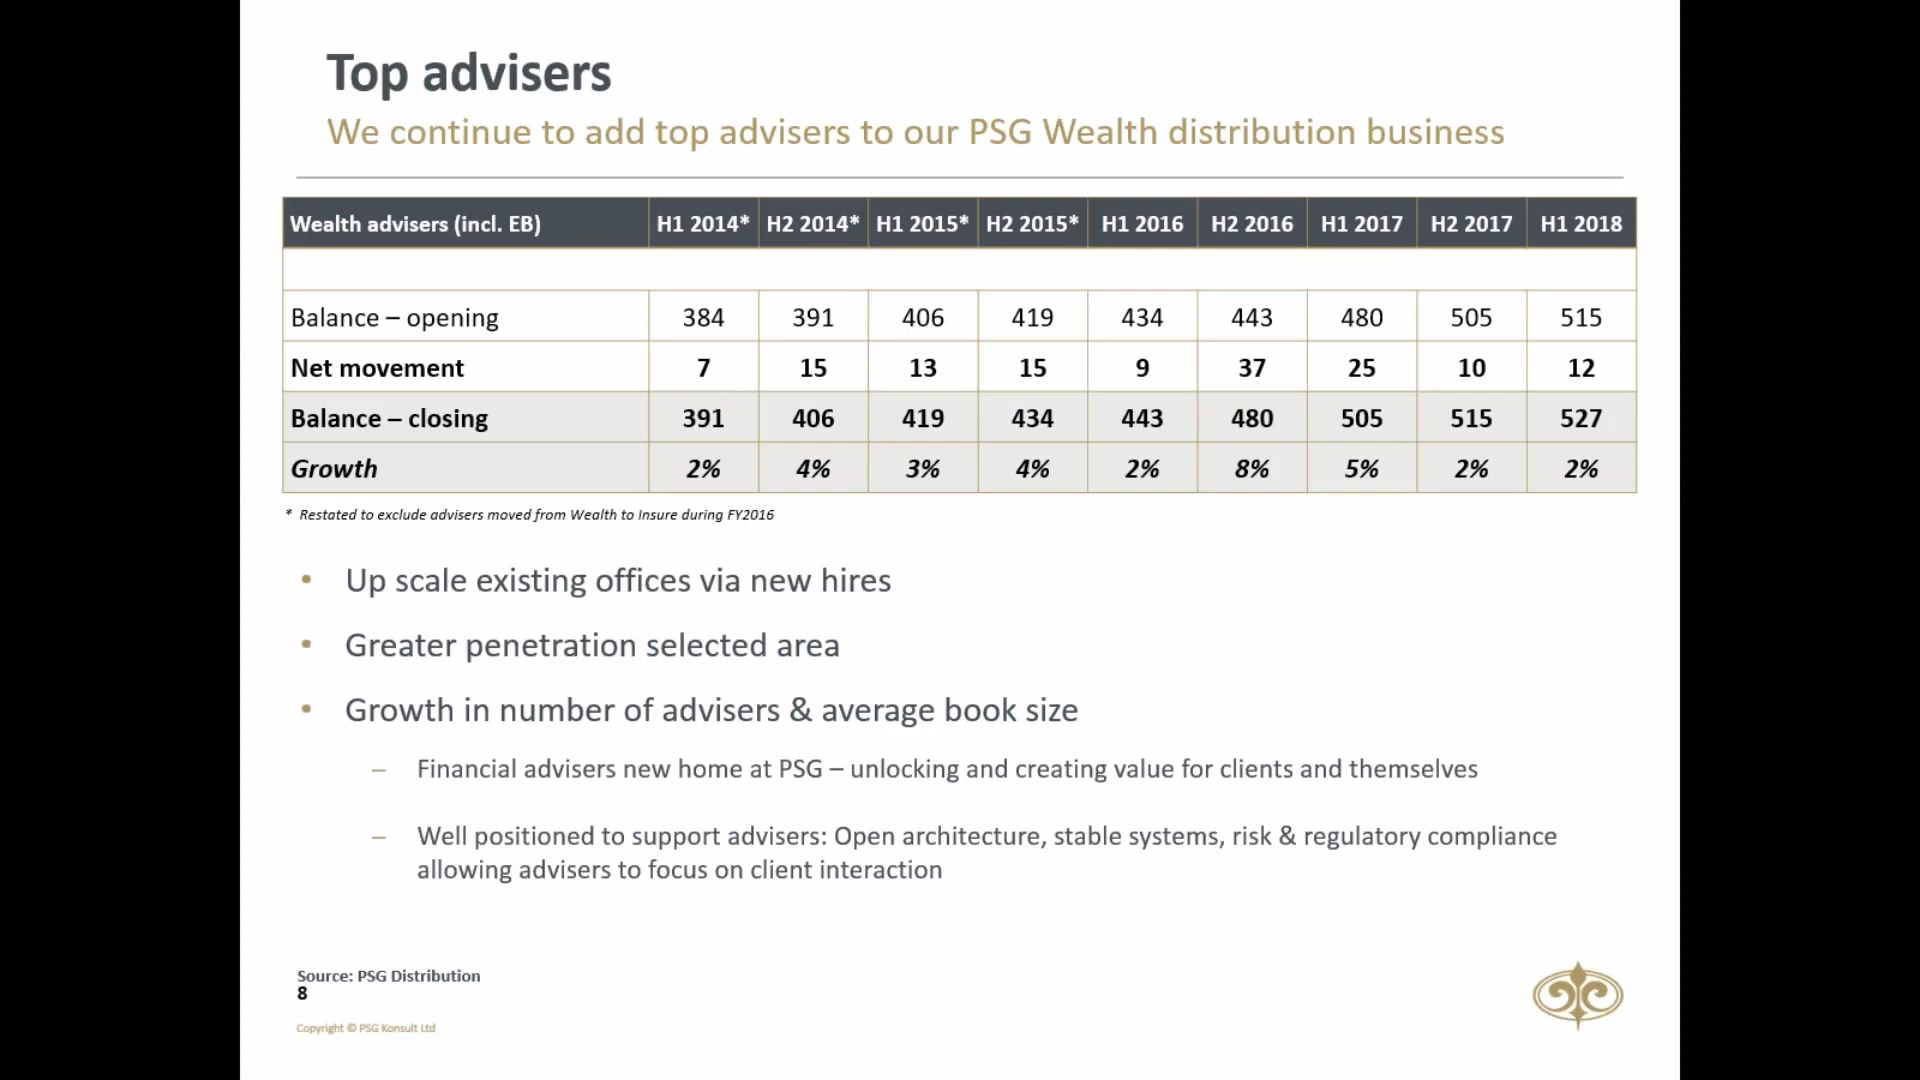 Top advisers
We continue to add top advisers to our PSG Wealth distribution business
Wealth advisers (incl. EB) H1 2014* H2 2014* H1 2015* H2 2015* H1 2016 H2 2016 H1 2017 H2 2017 H1 2018
Balance – opening 384 391 406 419 434 443 480 505 515
Net movement 7 15 13 15 9 37 25 10 12
Balance – closing 391 406 419 434 443 480 505 515 527
Growth 2% 4% 3% 4% 2% 8% 5% 2% 2%
* Restated to exclude advisers moved from Wealth to Insure during FY2016
• Up scale existing offices via new hires
• Greater penetration selected area
• Growth in number of advisers & average book size
– Financial advisers new home at PSG – unlocking and creating value for clients and themselves
– Well positioned to support advisers: Open architecture, stable systems, risk & regulatory compliance
allowing advisers to focus on client interaction
Source: PSG Distribution
8
Copyright © PSG Konsult Ltd